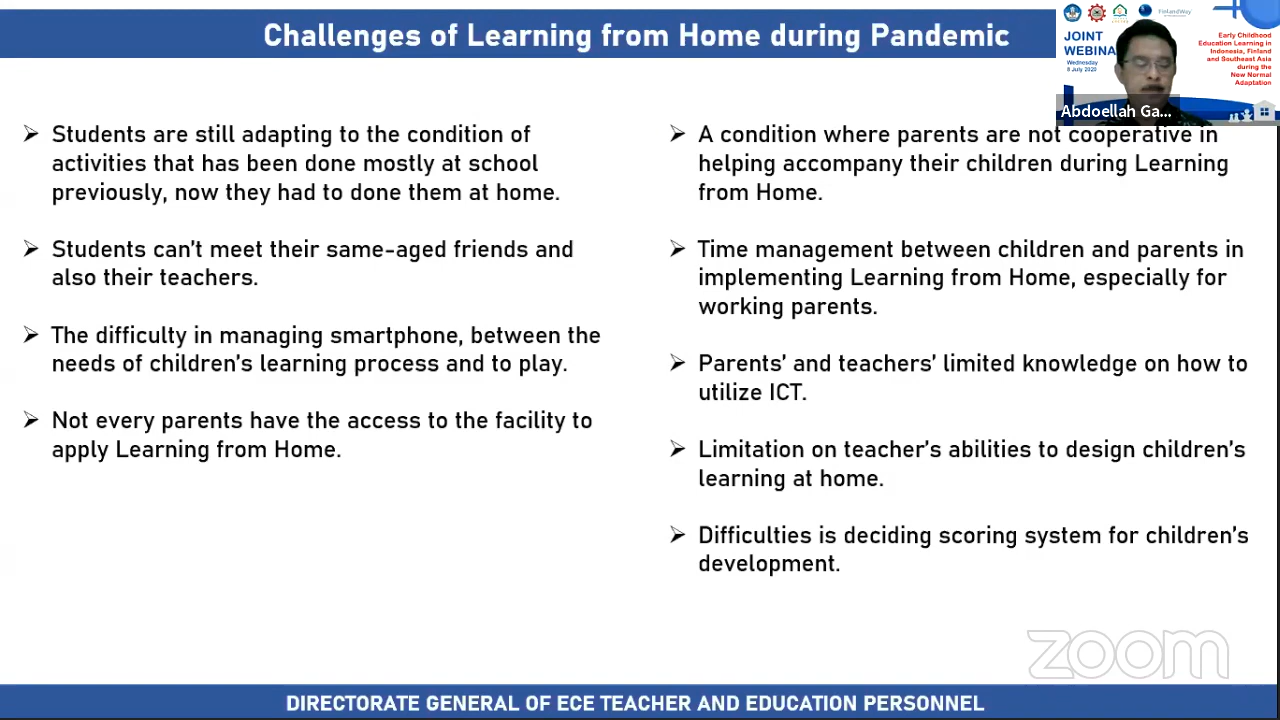 Challenges of Learning from Home during Pandemic
FinlandWay
JOINT
WEBINA
Wednesday
8 July 2020
Early Childhood
Education Learning in
Indonesia, Finland
and Southeast Asia
during the
New Normal
Adaptation
Abdoellah Ga...
➢ Students are still adapting to the condition of
activities that has been done mostly at school
previously, now they had to done them at home.
➢ Students can't meet their same-aged friends and
also their teachers.
➢ The difficulty in managing smartphone, between the
needs of children's learning process and to play.
➢ Not every parents have the access to the facility to
apply Learning from Home.
➢ A condition where parents are not cooperative in
helping accompany their children during Learning
from Home.
➢ Time management between children and parents in
implementing Learning from Home, especially for
working parents.
➢ Parents' and teachers' limited knowledge on how to
utilize ICT.
➢ Limitation on teacher's abilities to design children's
learning at home.
➢ Difficulties is deciding scoring system for children's
development.
zoom
DIRECTORATE GENERAL OF ECE TEACHER AND EDUCATION PERSONNEL